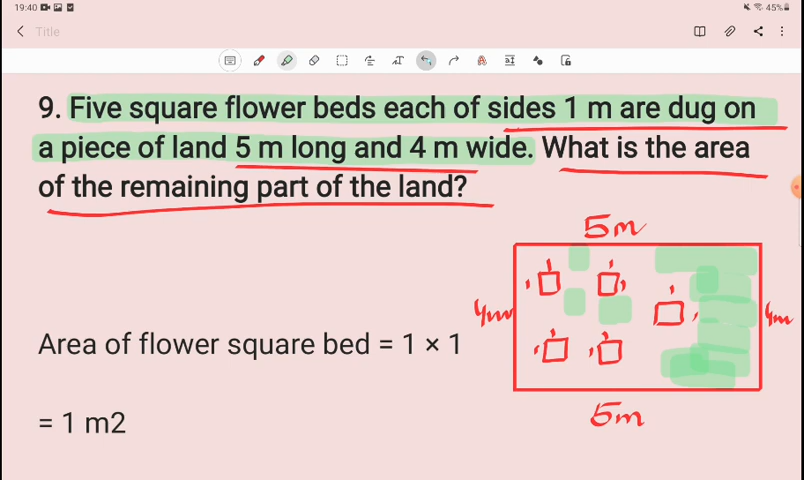 19:40
45%
Title
9. Five square flower beds each of sides 1 m are dug on
a piece of land 5 m long and 4 m wide. What is the area
of the remaining part of the land?
5m
4m
4m
Area of flower square bed = 1 × 1
5m
= 1 m2